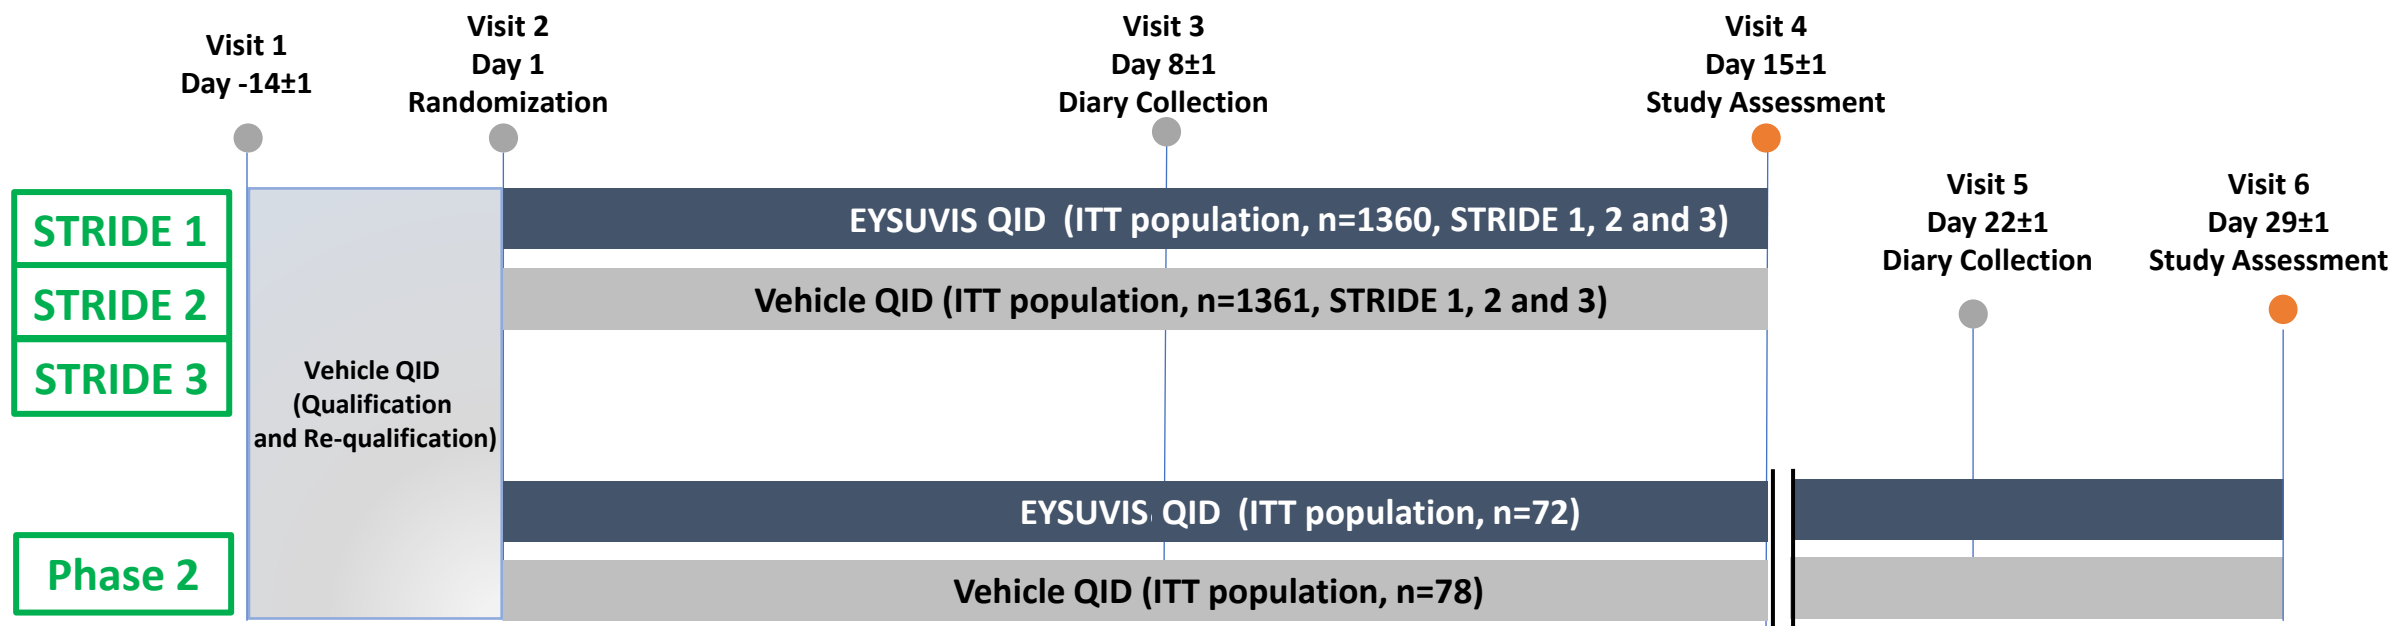 Visit 1
Day -14±1
Visit 2
Day 1
Randomization
Visit 3
Day 8±1
Diary Collection
Visit 4
Day 15±1
Study Assessment
Visit 5
Day 22±1
Diary Collection
Visit 6
Day 29±1
Study Assessment
STRIDE 1
STRIDE 2
STRIDE 3
Phase 2
Vehicle QID
(Qualification
and Re-qualification)
EYSUVIS QID (ITT population, n=1360, STRIDE 1, 2 and 3)
Vehicle QID (ITT population, n=1361, STRIDE 1, 2 and 3)
EYSUVIS QID (ITT population, n=72)
Vehicle QID (ITT population, n=78)